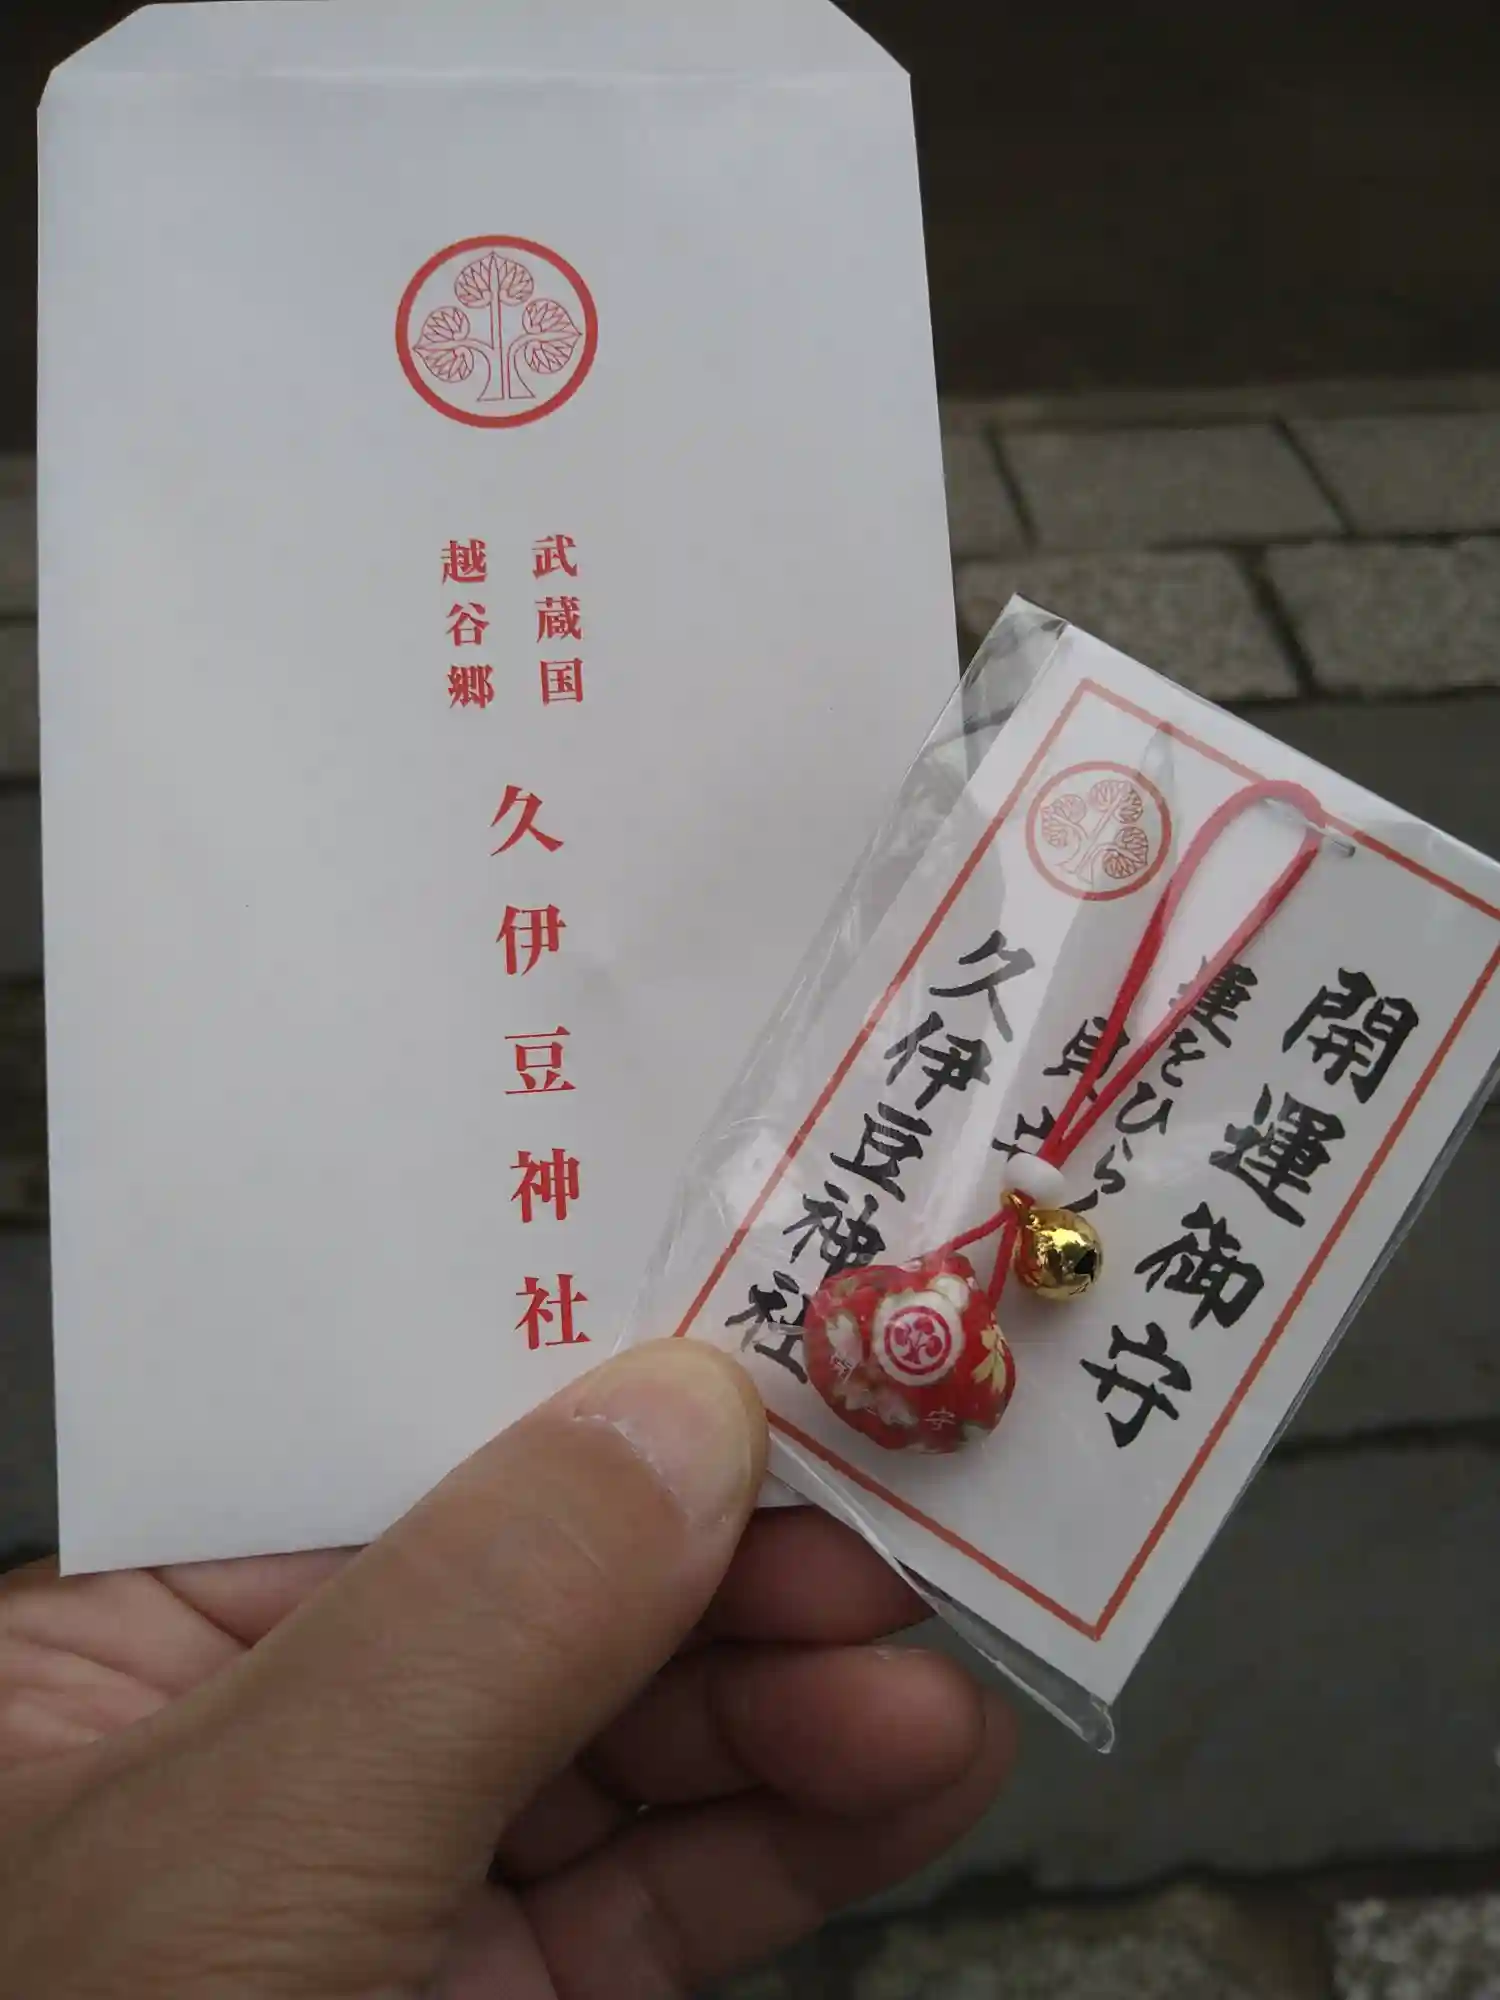 武蔵国
越谷郷
久伊豆神社
開運御守
運をひら
久伊豆神社
守